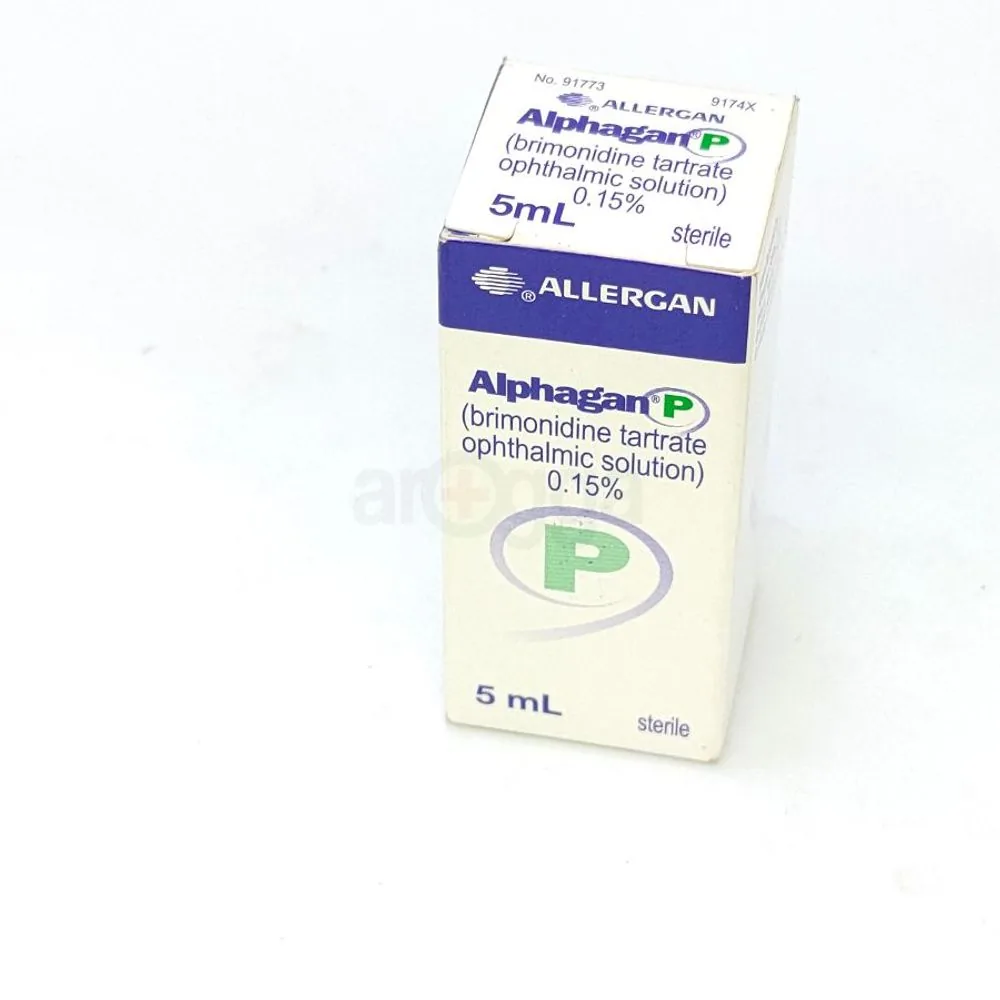 No. 91773
9174X
® ALLERGAN
Alphagan® P
(brimonidine tartrate
ophthalmic solution)
0.15%
5mL
sterile
® ALLERGAN
Alphagan® P
(brimonidine tartrate
ophthalmic solution)
0.15%
P
5 mL
sterile